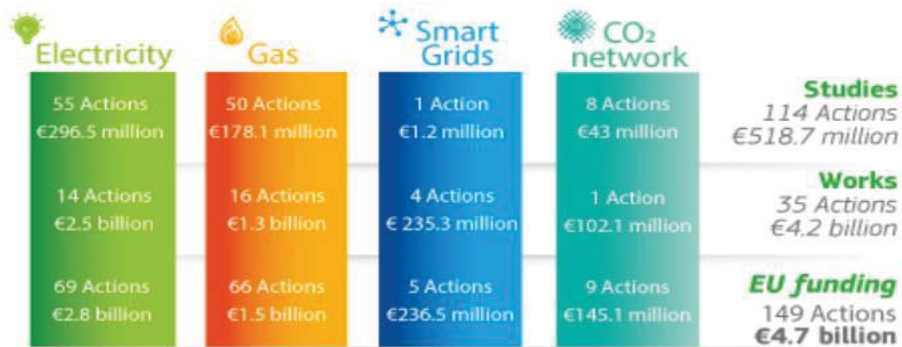 Electricity
Gas
Smart
Grids
CO₂
network
55 Actions
€296.5 million
50 Actions
€178.1 million
1 Action
€1.2 million
8 Actions
€43 million
Studies
114 Actions
€518.7 million
14 Actions
€2.5 billion
16 Actions
€1.3 billion
4 Actions
€ 235.3 million
1 Action
€102.1 million
Works
35 Actions
€4.2 billion
69 Actions
€2.8 billion
66 Actions
€1.5 billion
5 Actions
€236.5 million
9 Actions
€145.1 million
EU funding
149 Actions
€4.7 billion